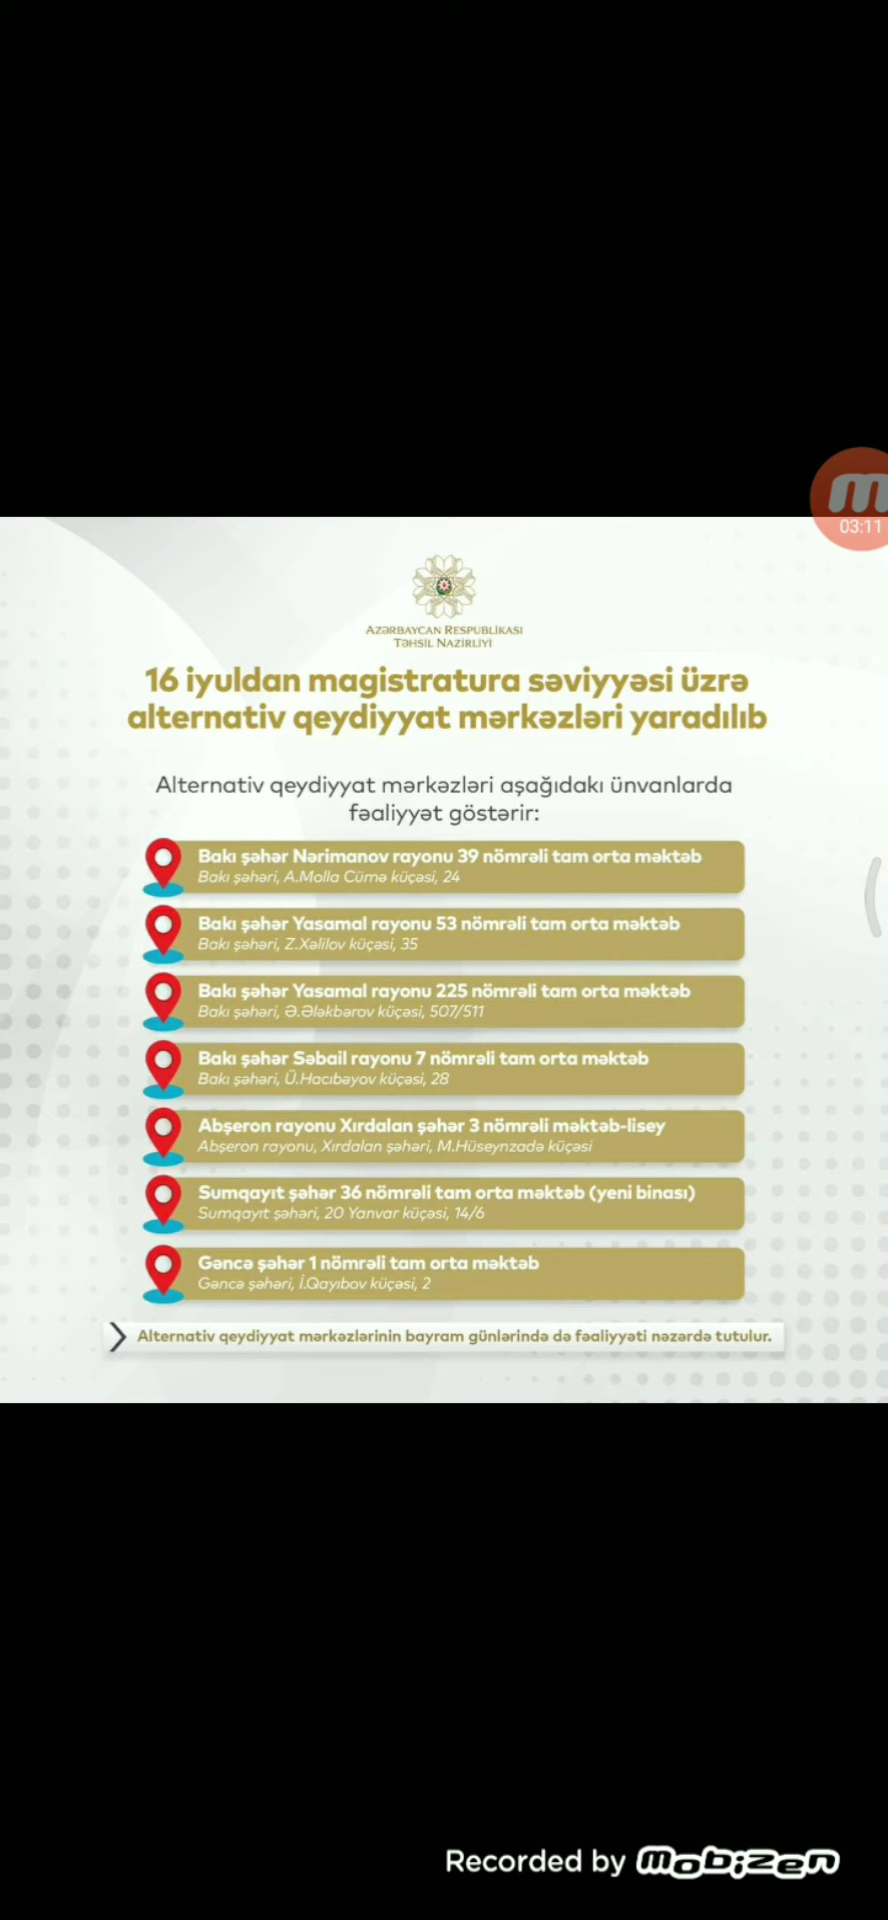 03:11
AZƏRBAYCAN RESPUBLİKASI
TƏHSİL NAZİRLİYİ
16 iyuldan magistratura səviyyəsi üzrə
alternativ qeydiyyat mərkəzləri yaradılıb
Alternativ qeydiyyat mərkəzləri aşağıdakı ünvanlarda
fəaliyyət göstərir:
Bakı şəhər Nərimanov rayonu 39 nömrəli tam orta məktəb
Bakı şəhəri, A.Molla Cümə küçəsi, 24
Bakı şəhər Yasamal rayonu 53 nömrəli tam orta məktəb
Bakı şəhəri, Z.Xəlilov küçəsi, 35
Bakı şəhər Yasamal rayonu 225 nömrəli tam orta məktəb
Bakı şəhəri, Ə.Ələkbərov küçəsi, 507/511
Bakı şəhər Səbail rayonu 7 nömrəli tam orta məktəb
Bakı şəhəri, Ü.Hacıbəyov küçəsi, 28
Abşeron rayonu Xırdalan şəhər 3 nömrəli məktəb-lisey
Abşeron rayonu, Xırdalan şəhəri, M.Hüseynzadə küçəsi
Sumqayıt şəhər 36 nömrəli tam orta məktəb (yeni binası)
Sumqayıt şəhəri, 20 Yanvar küçəsi, 14/6
Gəncə şəhər 1 nömrəli tam orta məktəb
Gəncə şəhəri, İ.Qayıbov küçəsi, 2
Alternativ qeydiyyat mərkəzlərinin bayram günlərində də fəaliyyəti nəzərdə tutulur.
Recorded by mobizen